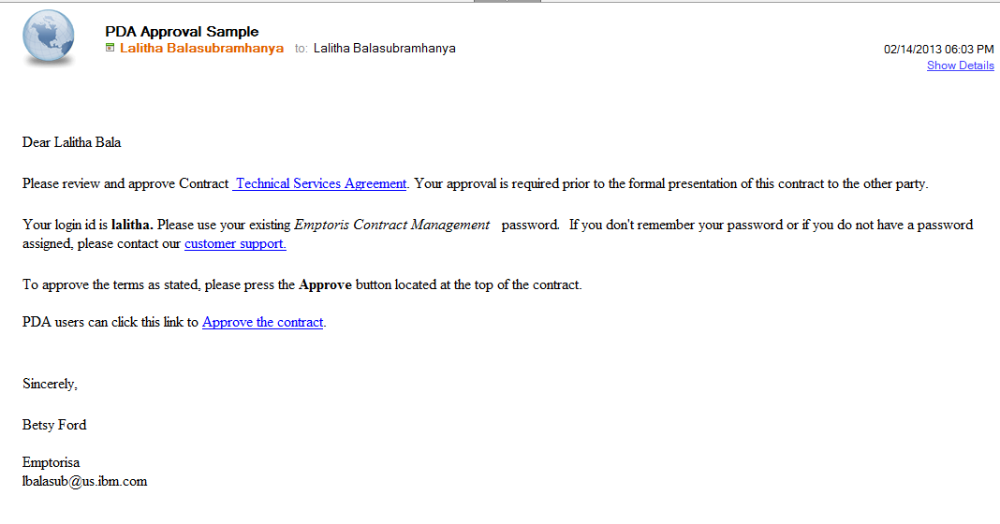 PDA Approval Sample
Lalitha Balasubramhanya to: Lalitha Balasubramhanya
02/14/2013 06:03 PM
Show Details
Dear Lalitha Bala
Please review and approve Contract Technical Services Agreement. Your approval is required prior to the formal presentation of this contract to the other party.
Your login id is lalitha. Please use your existing Emptoris Contract Management password. If you don't remember your password or if you do not have a password
assigned, please contact our customer support.
To approve the terms as stated, please press the Approve button located at the top of the contract.
PDA users can click this link to Approve the contract.
Sincerely,
Betsy Ford
Emptorisa
lbalasub@us.ibm.com